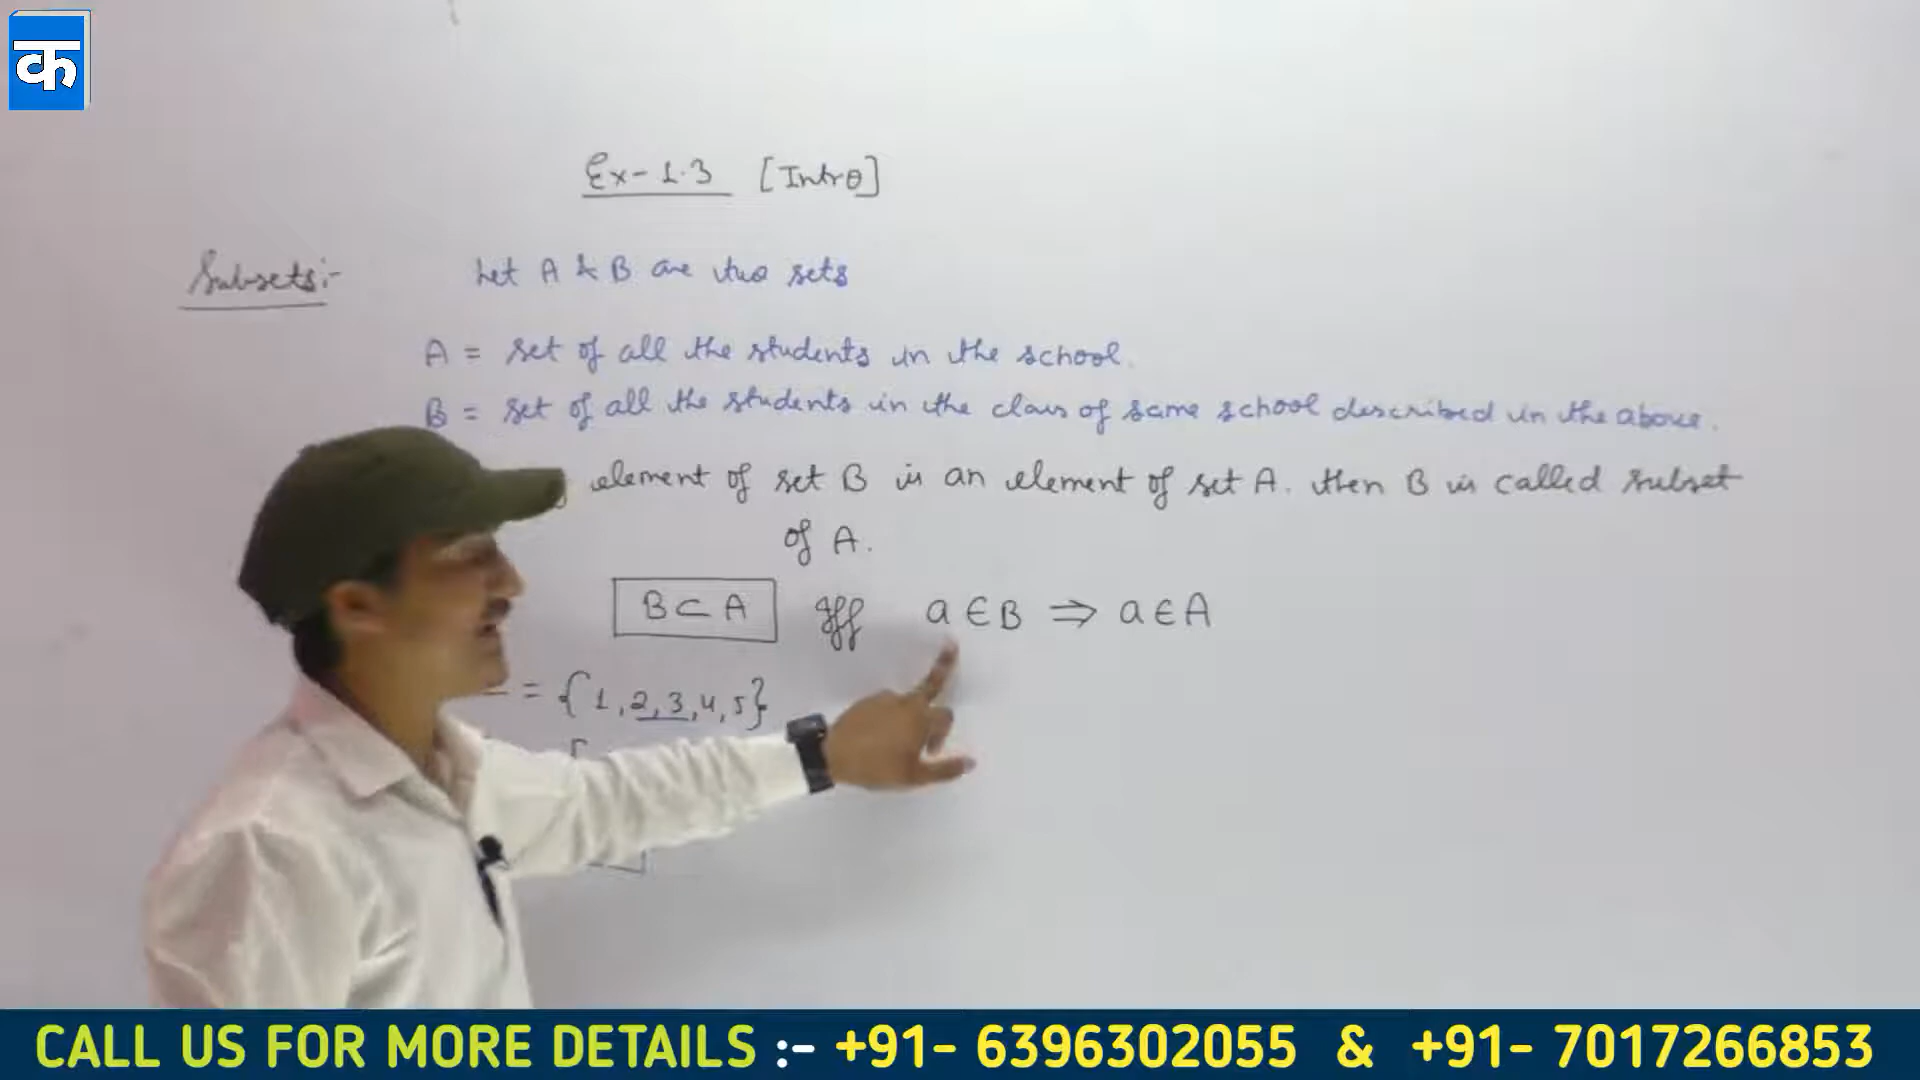 क
Ex-1.3 [Intro]
Subsets:- Let A & B are two sets
A = set of all the students in the school.
B = set of all the students in the class of same school described in the above.
element of set B is an element of set A. then B is called subset
of A.
B⊂A iff a∈B ⇒ a∈A
= {1,2,3,4,5}
CALL US FOR MORE DETAILS :- +91- 6396302055 & +91- 7017266853